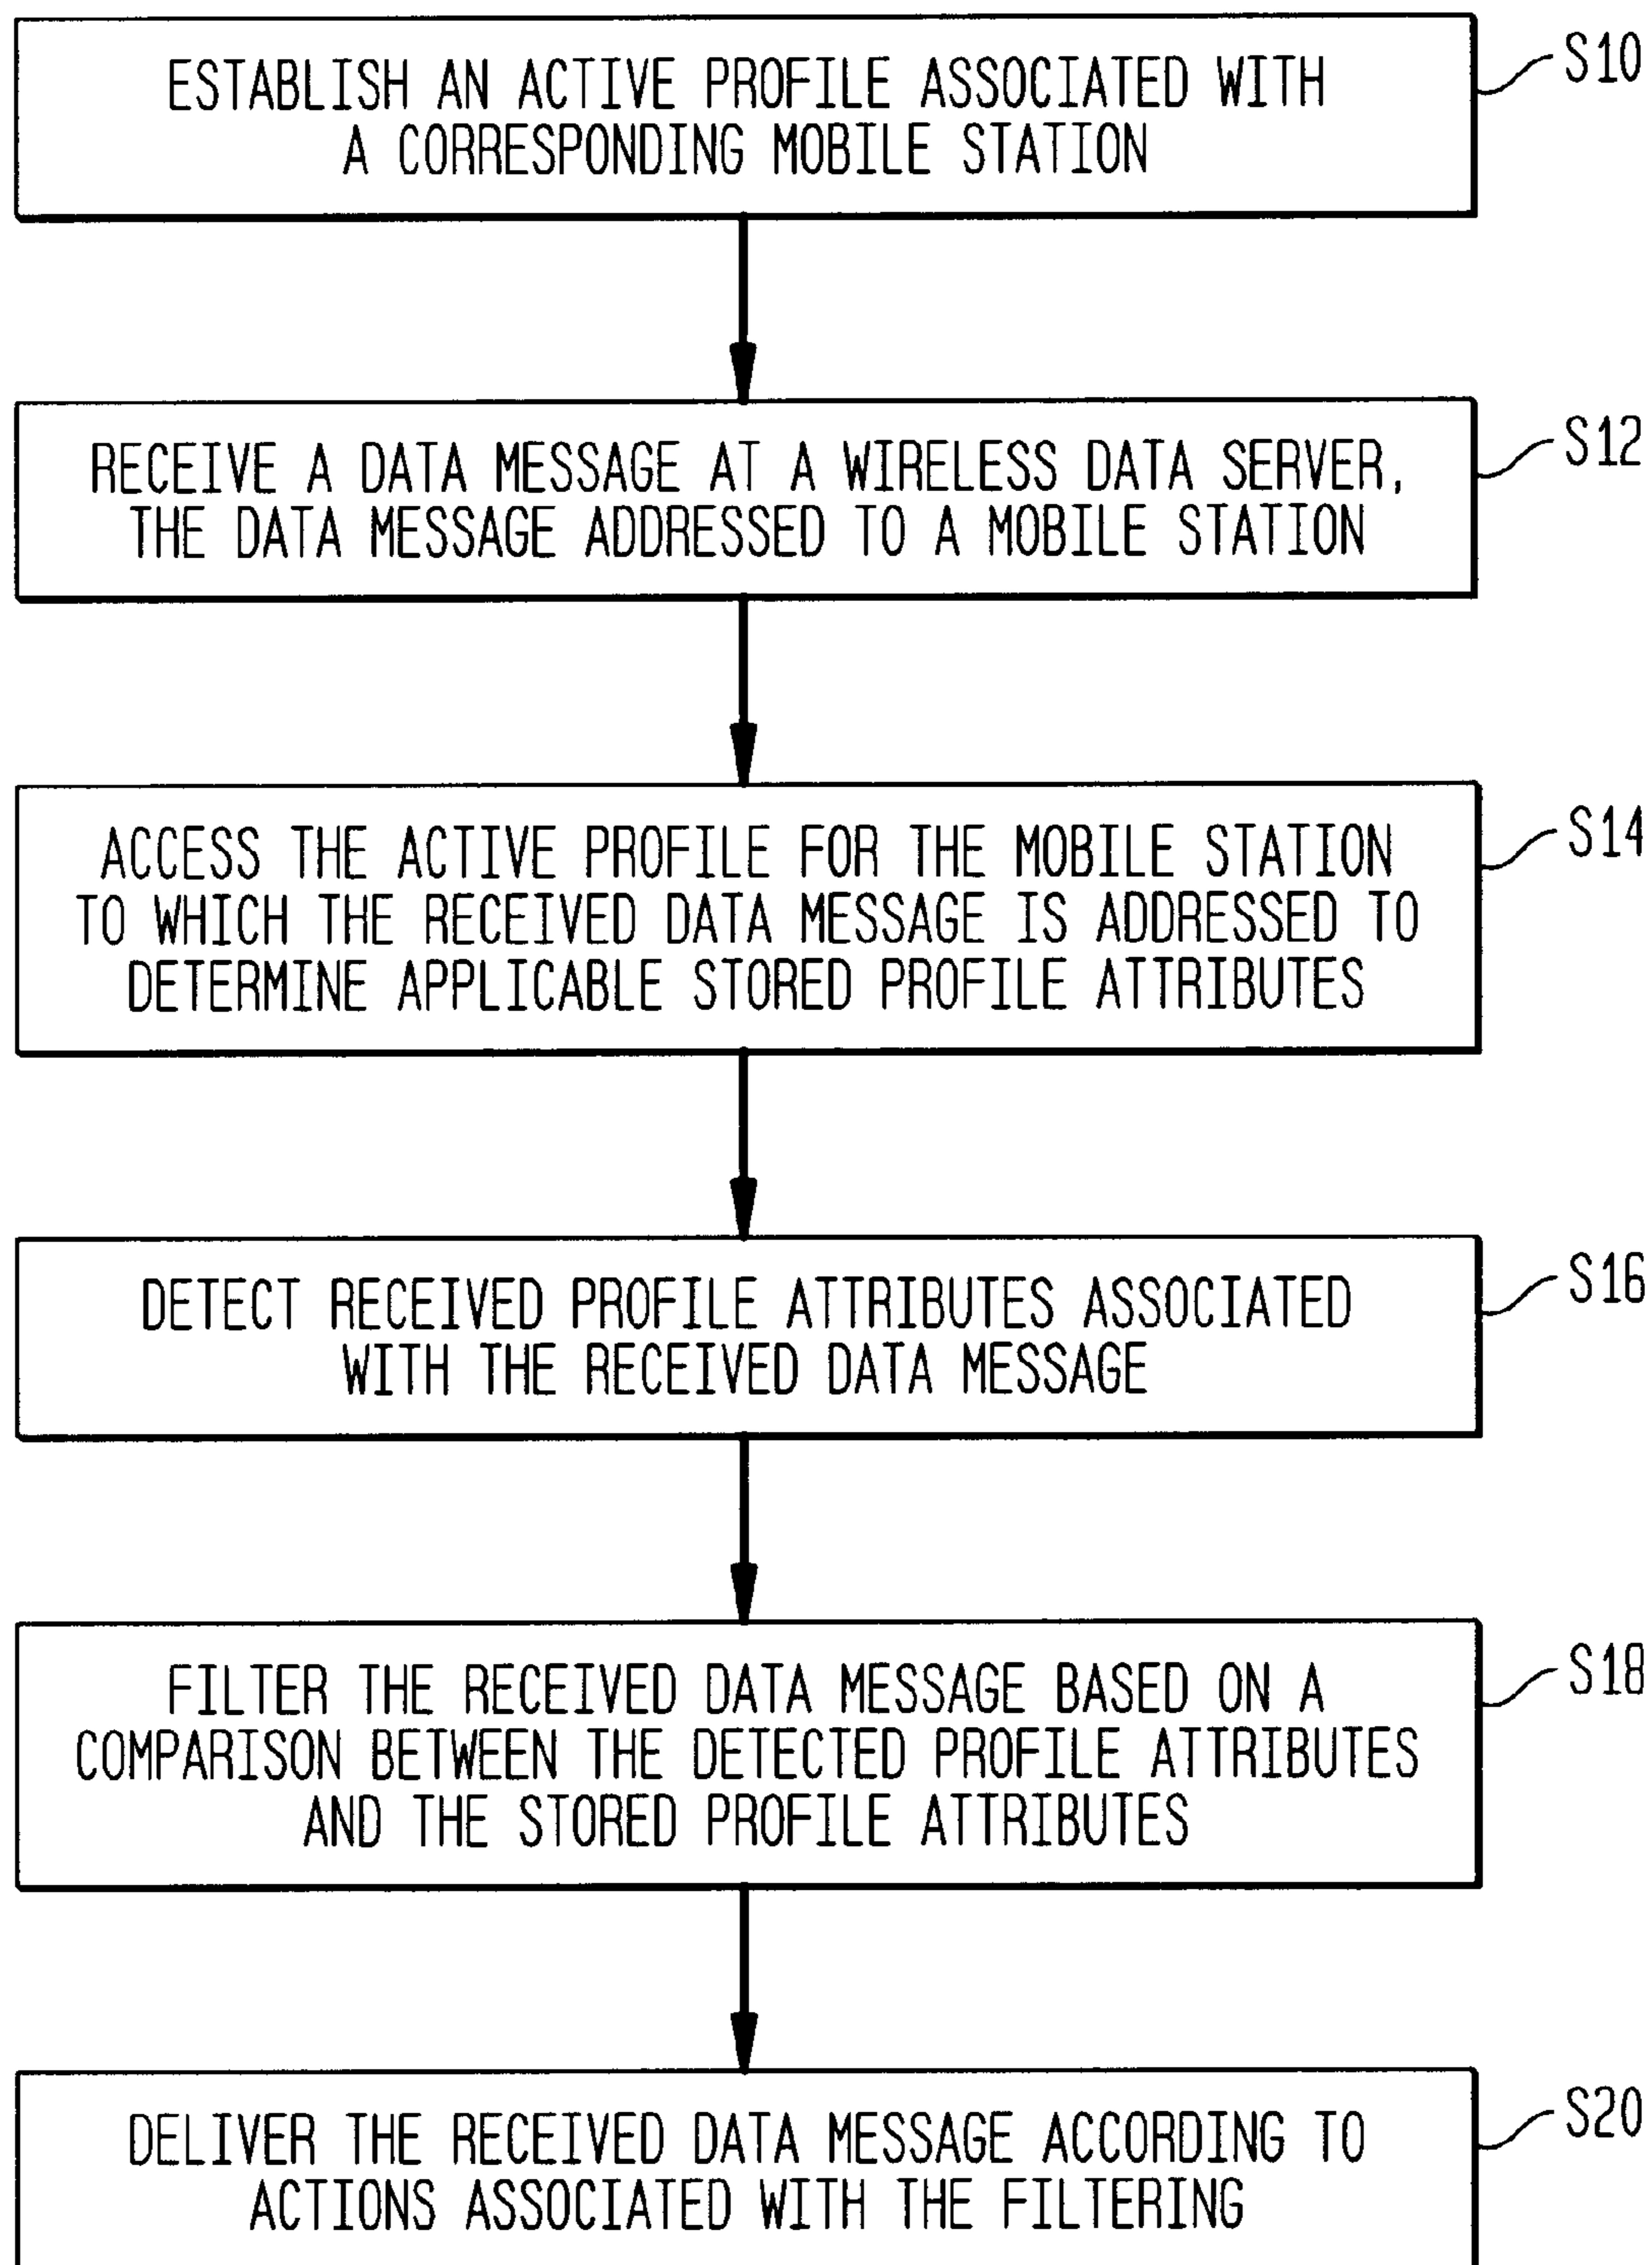 ESTABLISH AN ACTIVE PROFILE ASSOCIATED WITH
A CORRESPONDING MOBILE STATION
S10
RECEIVE A DATA MESSAGE AT A WIRELESS DATA SERVER,
THE DATA MESSAGE ADDRESSED TO A MOBILE STATION
S12
ACCESS THE ACTIVE PROFILE FOR THE MOBILE STATION
TO WHICH THE RECEIVED DATA MESSAGE IS ADDRESSED TO
DETERMINE APPLICABLE STORED PROFILE ATTRIBUTES
S14
DETECT RECEIVED PROFILE ATTRIBUTES ASSOCIATED
WITH THE RECEIVED DATA MESSAGE
S16
FILTER THE RECEIVED DATA MESSAGE BASED ON A
COMPARISON BETWEEN THE DETECTED PROFILE ATTRIBUTES
AND THE STORED PROFILE ATTRIBUTES
S18
DELIVER THE RECEIVED DATA MESSAGE ACCORDING TO
ACTIONS ASSOCIATED WITH THE FILTERING
S20